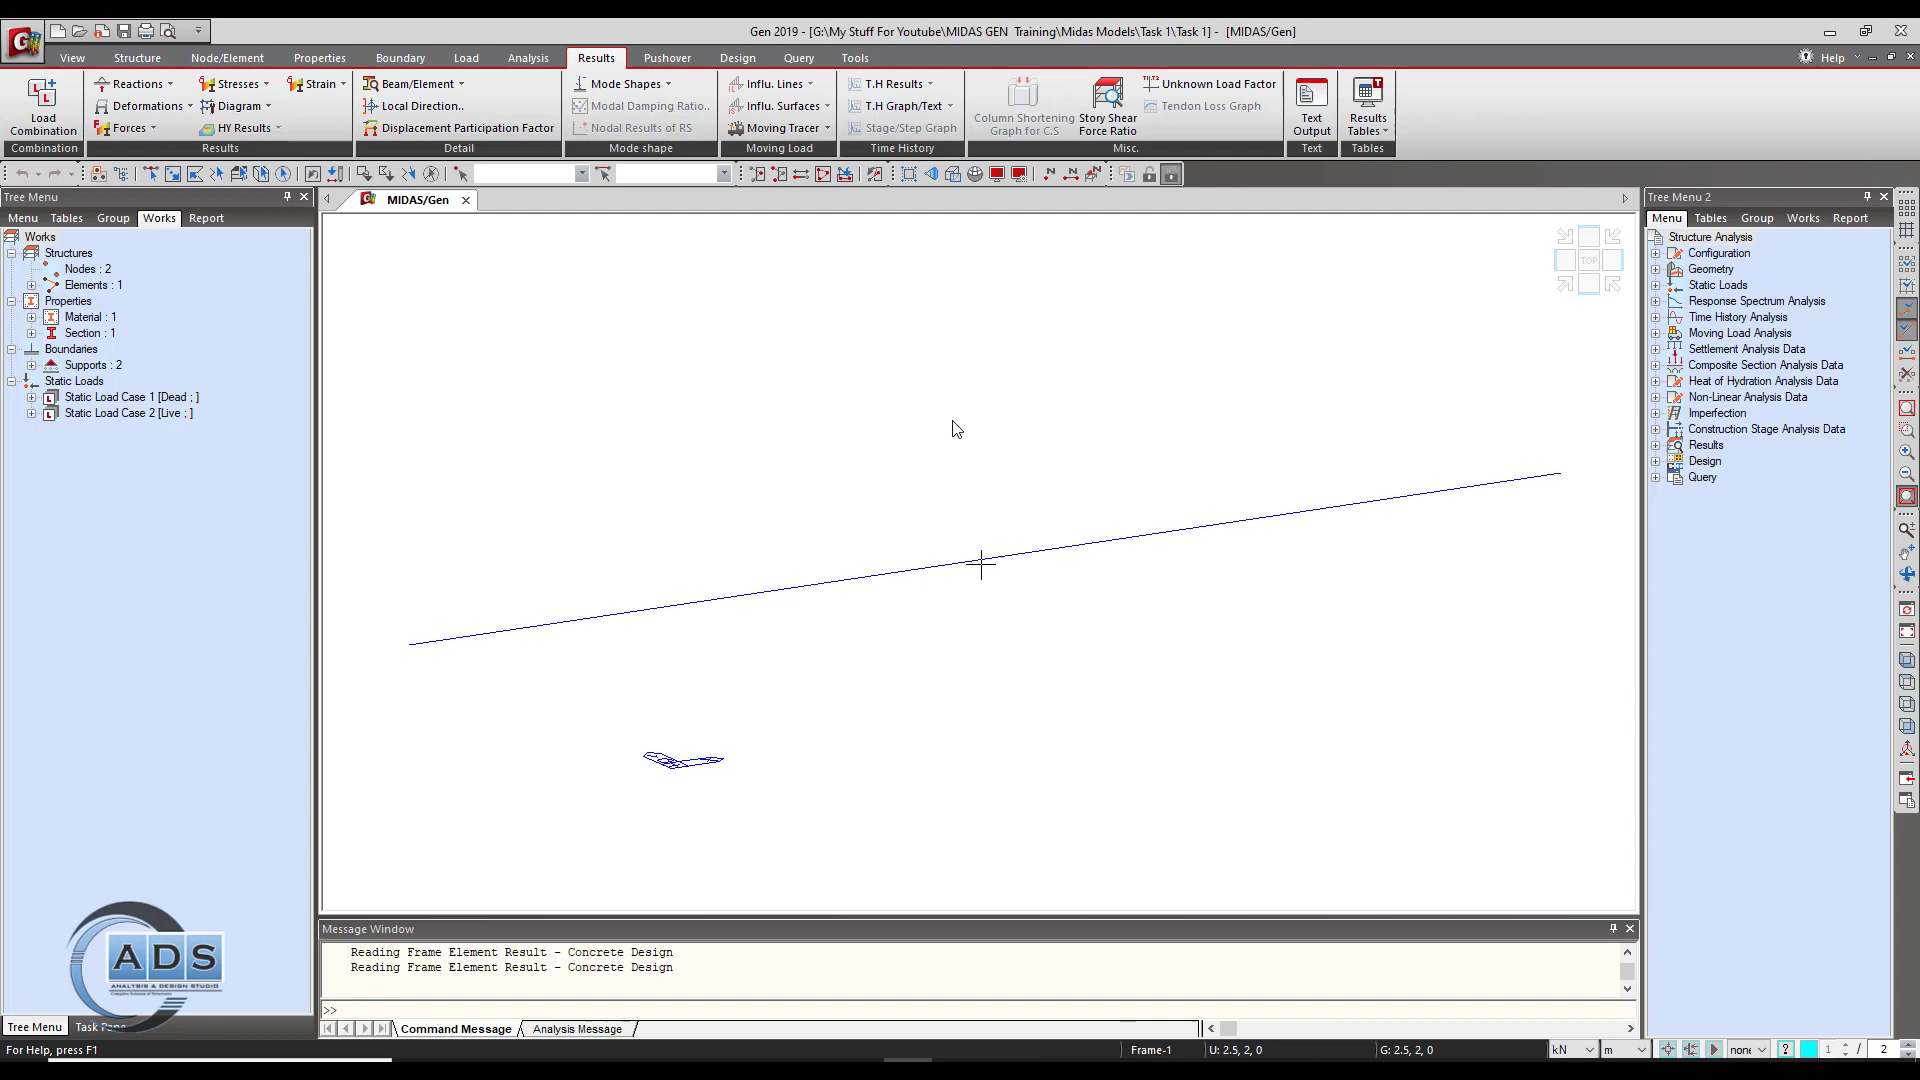 Gen 2019 - [G:\My Stuff For Youtube\MIDAS GEN  Training\Midas Models\Task 1\Task 1] -  [MIDAS/Gen]
View Structure Node/Element Properties Boundary Load Analysis Results Pushover Design Query Tools Help
Load Combination
Combination
Reactions Stresses Strain
Deformations Diagram
Forces HY Results
Results
Beam/Element
Local Direction..
Displacement Participation Factor
Detail
Mode Shapes
Modal Damping Ratio..
Nodal Results of RS
Mode shape
Influ. Lines
Influ. Surfaces
Moving Tracer
Moving Load
T.H Results
T.H Graph/Text
Stage/Step Graph
Time History
Column Shortening Graph for C.S
Story Shear Force Ratio
Unknown Load Factor
Tendon Loss Graph
Misc.
Text Output
Text
Results Tables
Tables
Tree Menu
Menu Tables Group Works Report
Works
Structures
Nodes : 2
Elements : 1
Properties
Material : 1
Section : 1
Boundaries
Supports : 2
Static Loads
Static Load Case 1 [Dead ; ]
Static Load Case 2 [Live ; ]
ADS
ANALYSIS & DESIGN STUDIO
Tree Menu Task Pane
MIDAS/Gen
TOP
Message Window
Reading Frame Element Result - Concrete Design
Reading Frame Element Result - Concrete Design
>>
Command Message Analysis Message
Tree Menu 2
Menu Tables Group Works Report
Structure Analysis
Configuration
Geometry
Static Loads
Response Spectrum Analysis
Time History Analysis
Moving Load Analysis
Settlement Analysis Data
Composite Section Analysis Data
Heat of Hydration Analysis Data
Non-Linear Analysis Data
Imperfection
Construction Stage Analysis Data
Results
Design
Query
For Help, press F1
Frame-1 U: 2.5, 2, 0 G: 2.5, 2, 0 kN m none ? 1 / 2